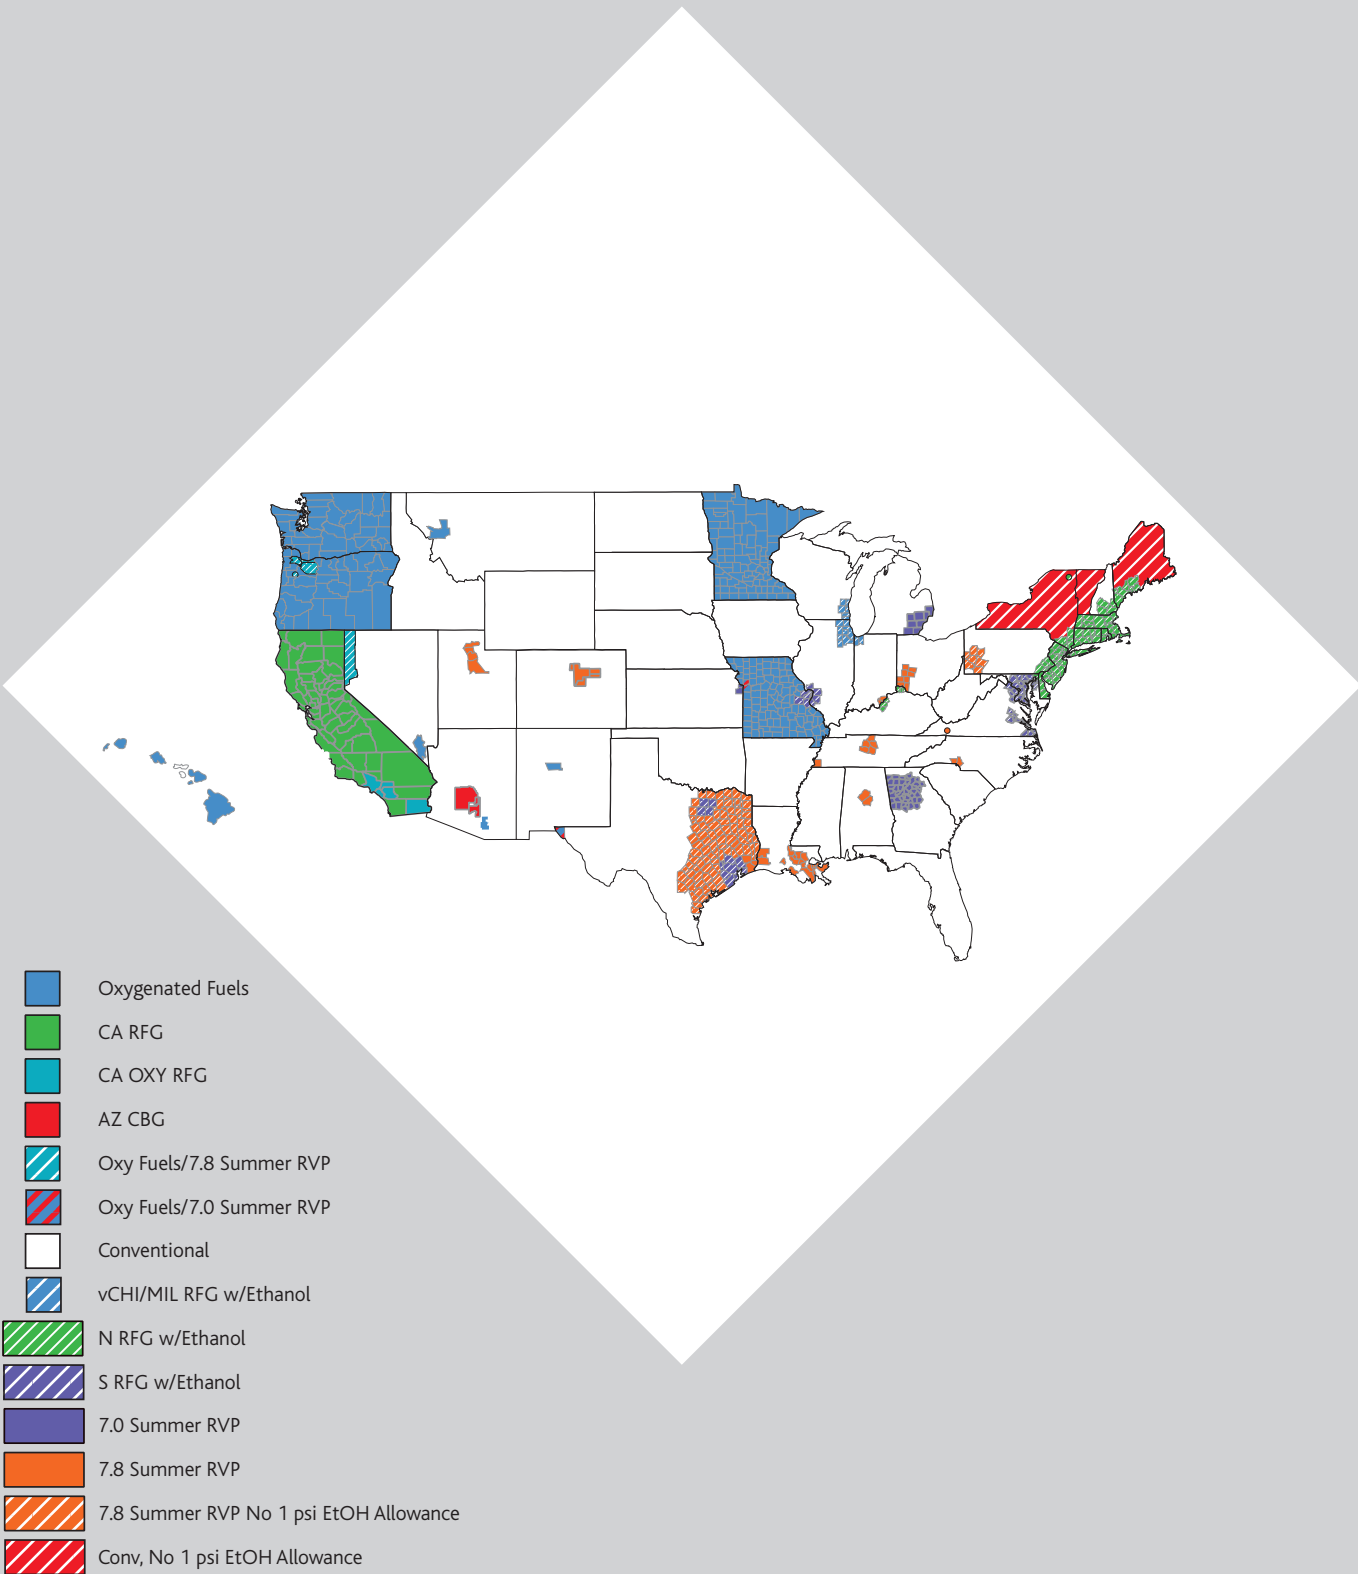 Oxygenated Fuels
CA RFG
CA OXY RFG
AZ CBG
Oxy Fuels/7.8 Summer RVP
Oxy Fuels/7.0 Summer RVP
Conventional
vCHI/MIL RFG w/Ethanol
N RFG w/Ethanol
S RFG w/Ethanol
7.0 Summer RVP
7.8 Summer RVP
7.8 Summer RVP No 1 psi EtOH Allowance
Conv, No 1 psi EtOH Allowance